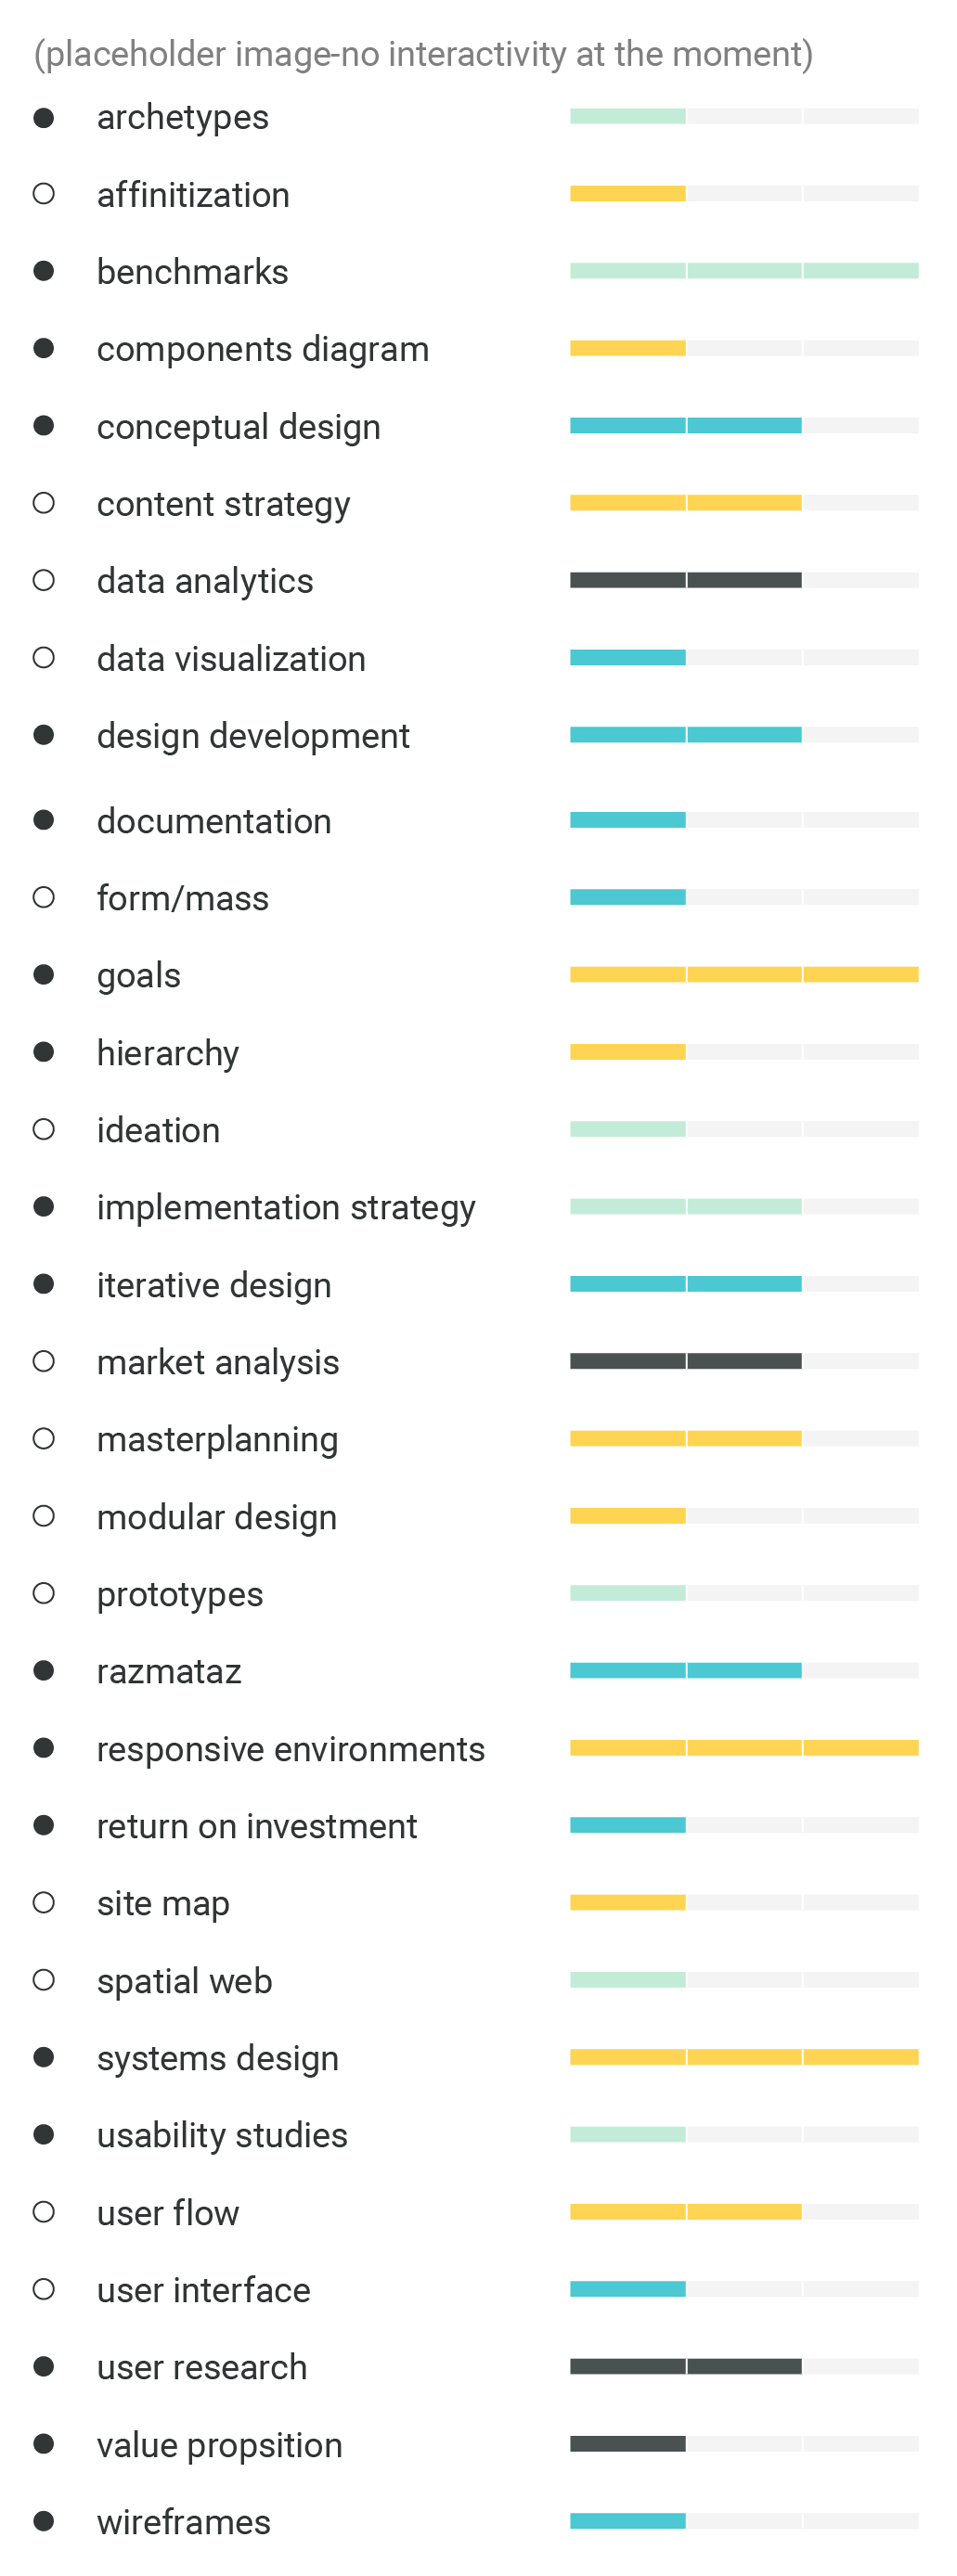 (placeholder image-no interactivity at the moment)
archetypes
affinitization
benchmarks
components diagram
conceptual design
content strategy
data analytics
data visualization
design development
documentation
form/mass
goals
hierarchy
ideation
implementation strategy
iterative design
market analysis
masterplanning
modular design
prototypes
razmataz
responsive environments
return on investment
site map
spatial web
systems design
usability studies
user flow
user interface
user research
value propsition
wireframes